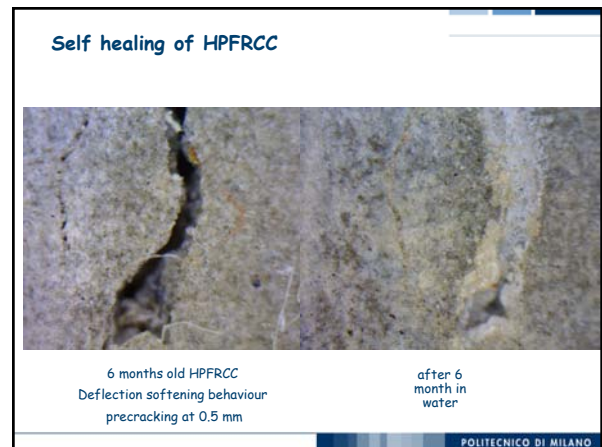 Self healing of HPFRCC
6 months old HPFRCC
Deflection softening behaviour
precracking at 0.5 mm
after 6
month in
water
POLITECNICO DI MILANO